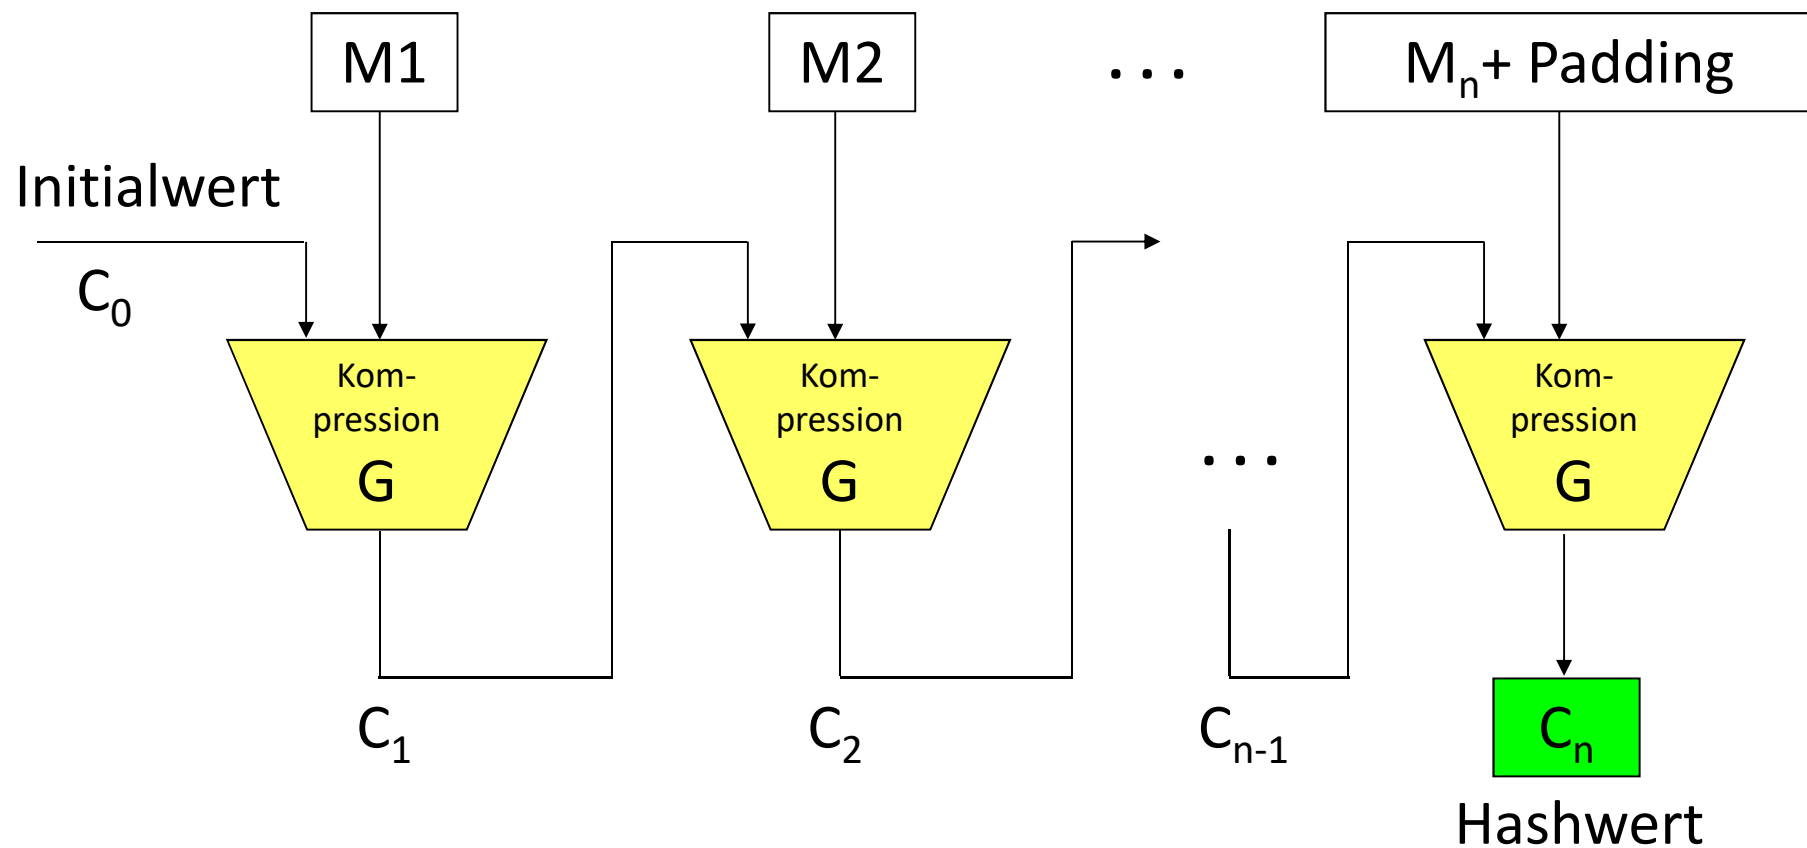 M1
M2
...
Mₙ+ Padding
Initialwert
C₀
Kom-
pression
G
Kom-
pression
G
...
Kom-
pression
G
C₁
C₂
Cₙ₋₁
Cₙ
Hashwert